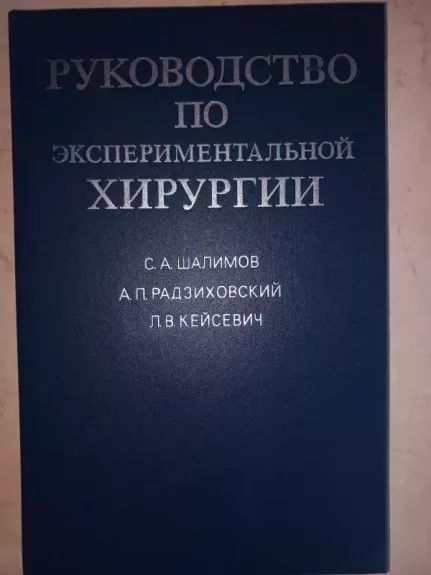 РУКОВОДСТВО
ПО
ЭКСПЕРИМЕНТАЛЬНОЙ
ХИРУРГИИ
С. А. ШАЛИМОВ
А. П. РАДЗИХОВСКИЙ
Л. В. КЕЙСЕВИЧ